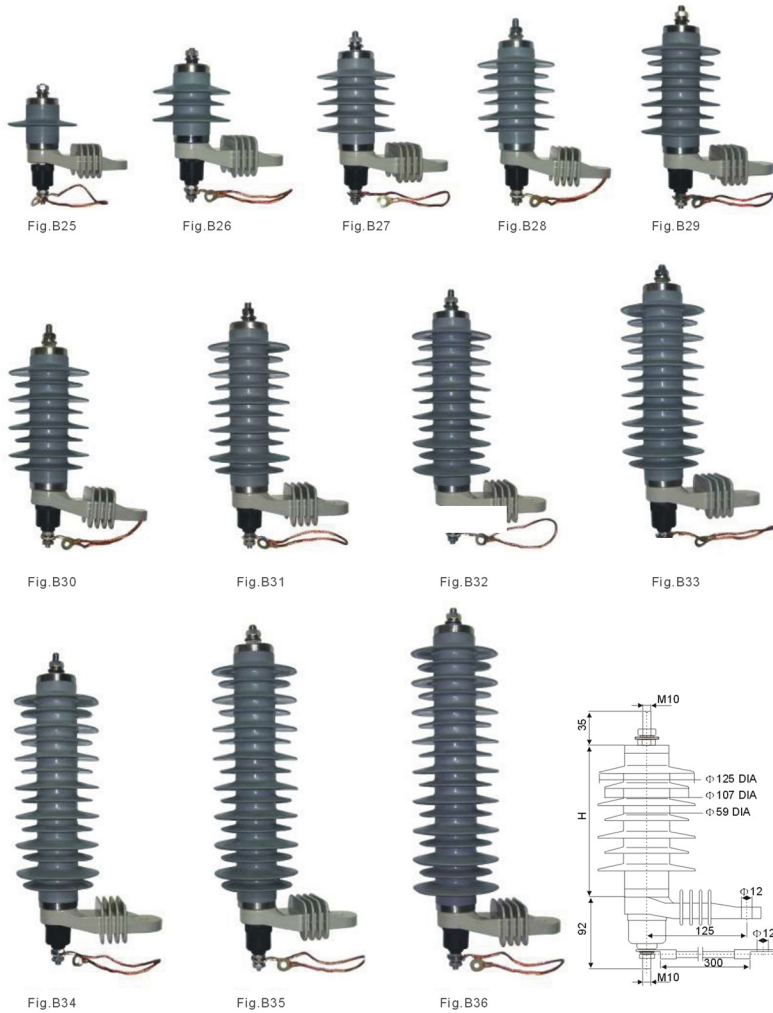 Fig.B25
Fig.B26
Fig.B27
Fig.B28
Fig.B29
Fig.B30
Fig.B31
Fig.B32
Fig.B33
Fig.B34
Fig.B35
Fig.B36
M10
35
H
Φ125 DIA
Φ107 DIA
Φ59 DIA
92
Φ12
125
Φ12
300
M10